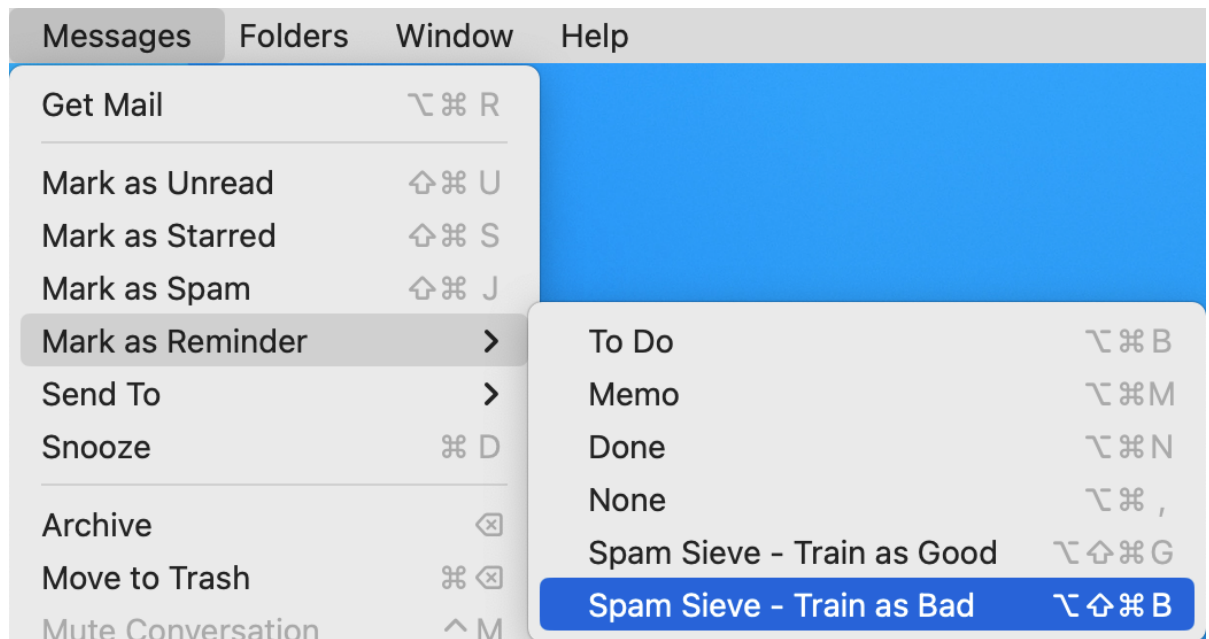 Messages Folders Window Help
Get Mail ⌥⌘ R
Mark as Unread ⇧⌘ U
Mark as Starred ⇧⌘ S
Mark as Spam ⇧⌘ J
Mark as Reminder
Send To
Snooze ⌘ D
Archive ⌫
Move to Trash ⌘⌫
Mute Conversation ^ M
To Do ⌥⌘B
Memo ⌥⌘M
Done ⌥⌘N
None ⌥⌘ ,
Spam Sieve - Train as Good ⌥⇧⌘G
Spam Sieve - Train as Bad ⌥⇧⌘B